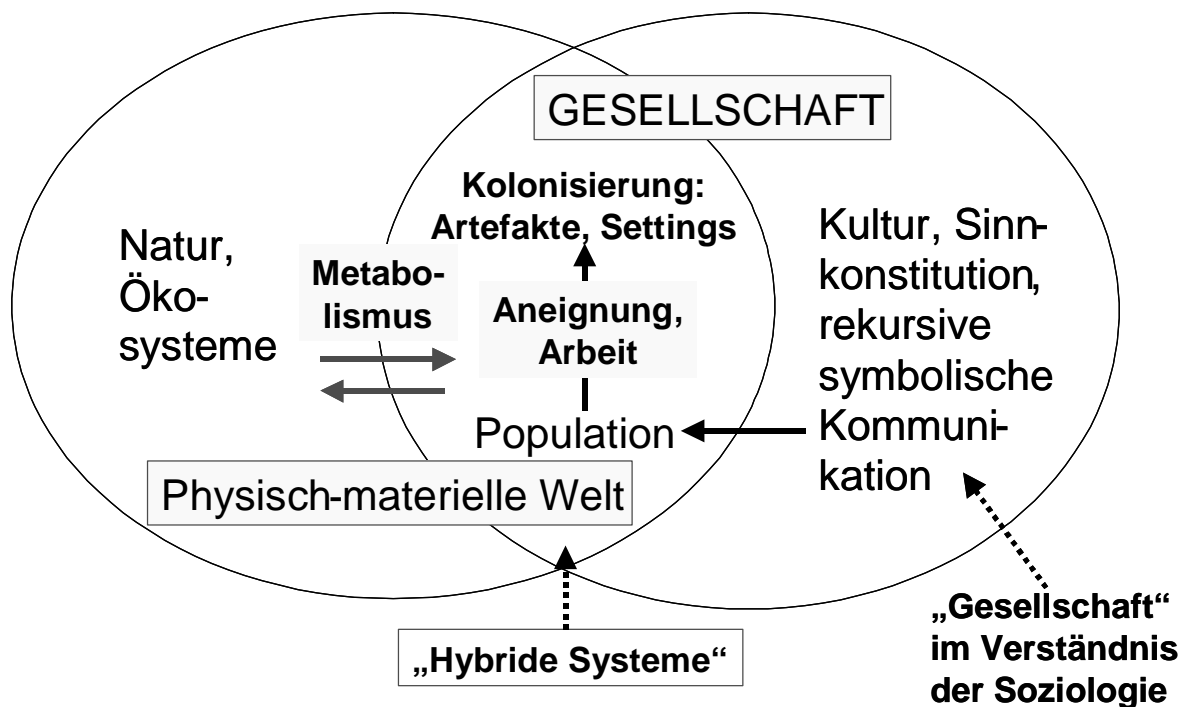 GESELLSCHAFT
Kolonisierung:
Artefakte, Settings
Natur,
Öko-
systeme
Metabo-
lismus
Aneignung,
Arbeit
Population
Kultur, Sinn-
konstitution,
rekursive
symbolische
Kommuni-
kation
Physisch-materielle Welt
„Hybride Systeme“
„Gesellschaft“
im Verständnis
der Soziologie